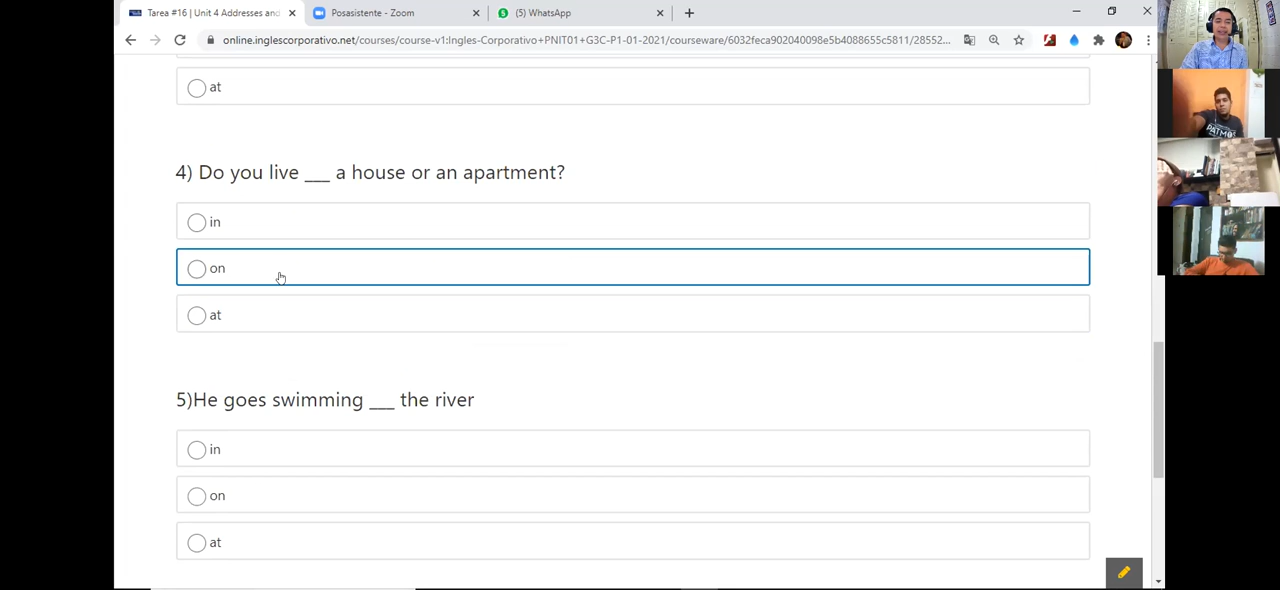 Tarea #16 | Unit 4 Addresses and
Posasistente - Zoom
(5) WhatsApp
online.inglescorporativo.net/courses/course-v1:Ingles-Corporativo+PNIT01+G3C-P1-01-2021/courseware/6032feca902040098e5b4088655c5811/28552...
at
4) Do you live ___ a house or an apartment?
in
on
at
5)He goes swimming ___ the river
in
on
at
PATMOS